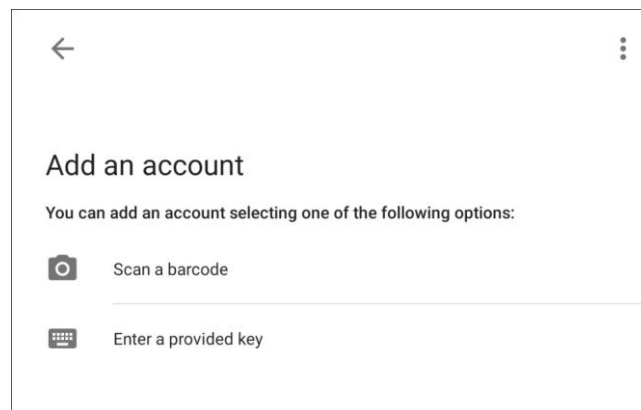 Add an account
You can add an account selecting one of the following options:
Scan a barcode
Enter a provided key